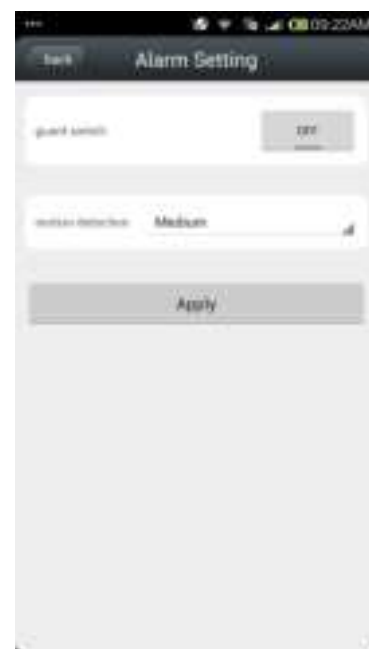 09:22AM
back Alarm Setting
guard switch OFF
motion detection Medium
Apply